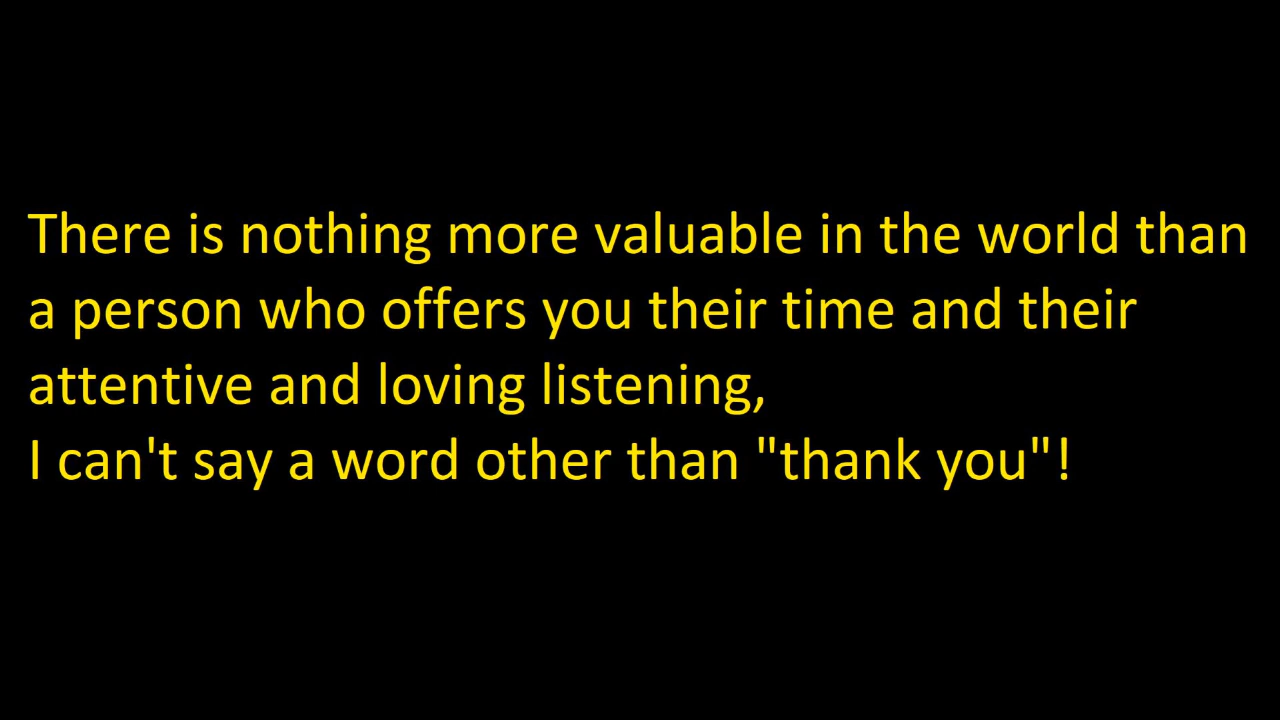 There is nothing more valuable in the world than
a person who offers you their time and their
attentive and loving listening,
I can't say a word other than "thank you"!